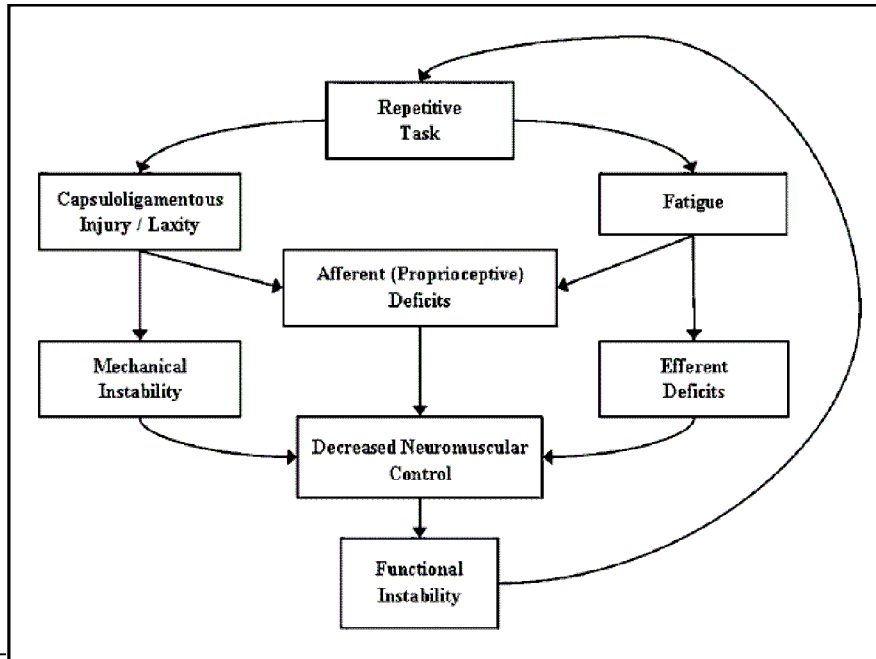 Repetitive
Task
Capsuloligamentous
Injury / Laxity
Fatigue
Afferent (Proprioceptive)
Deficits
Mechanical
Instability
Efferent
Deficits
Decreased Neuromuscular
Control
Functional
Instability